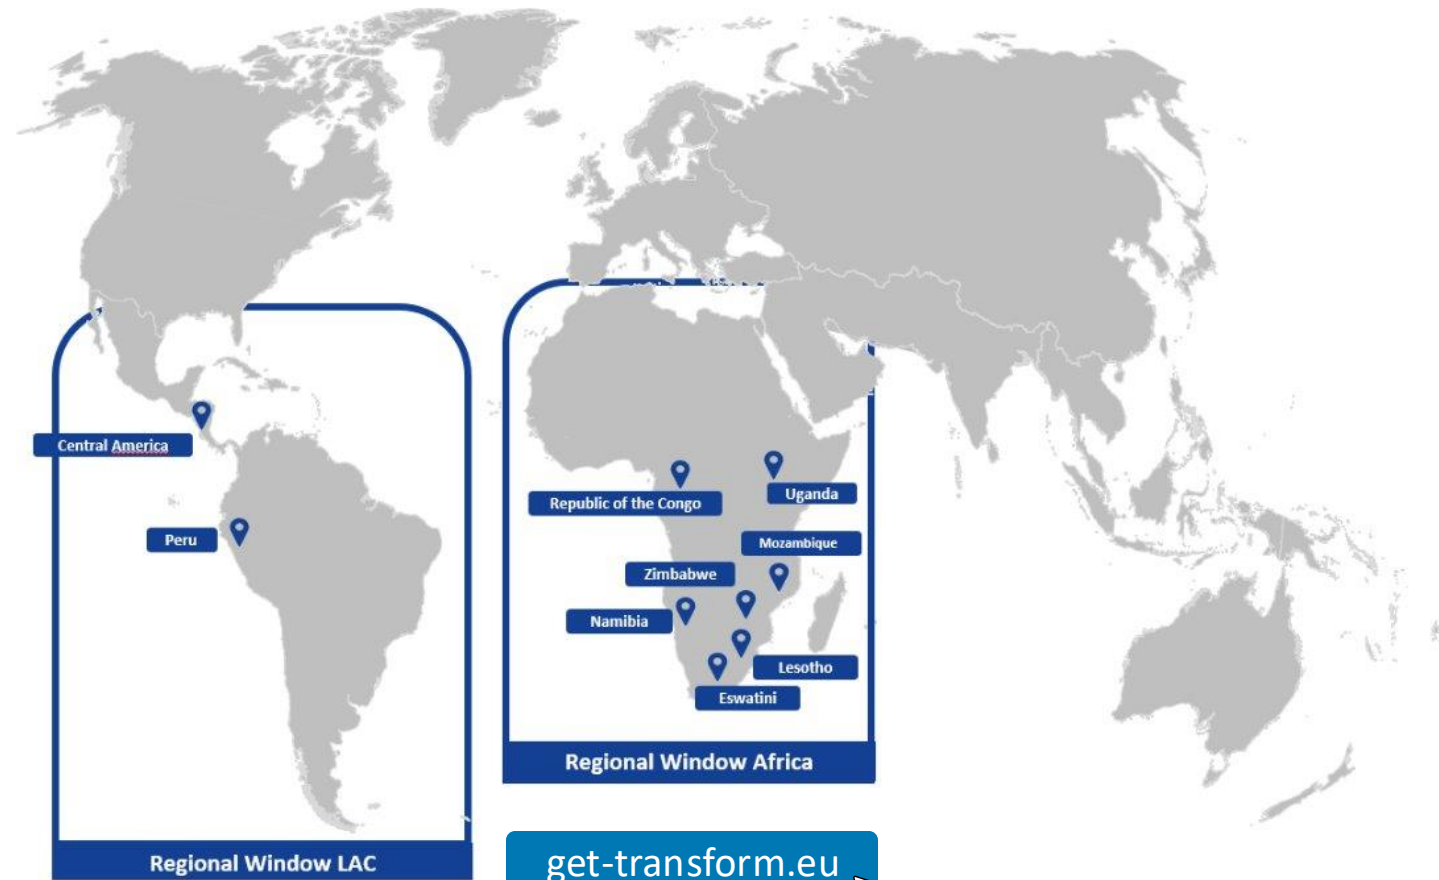 Central America
Peru
Regional Window LAC
Republic of the Congo
Uganda
Mozambique
Zimbabwe
Namibia
Lesotho
Eswatini
Regional Window Africa
get-transform.eu